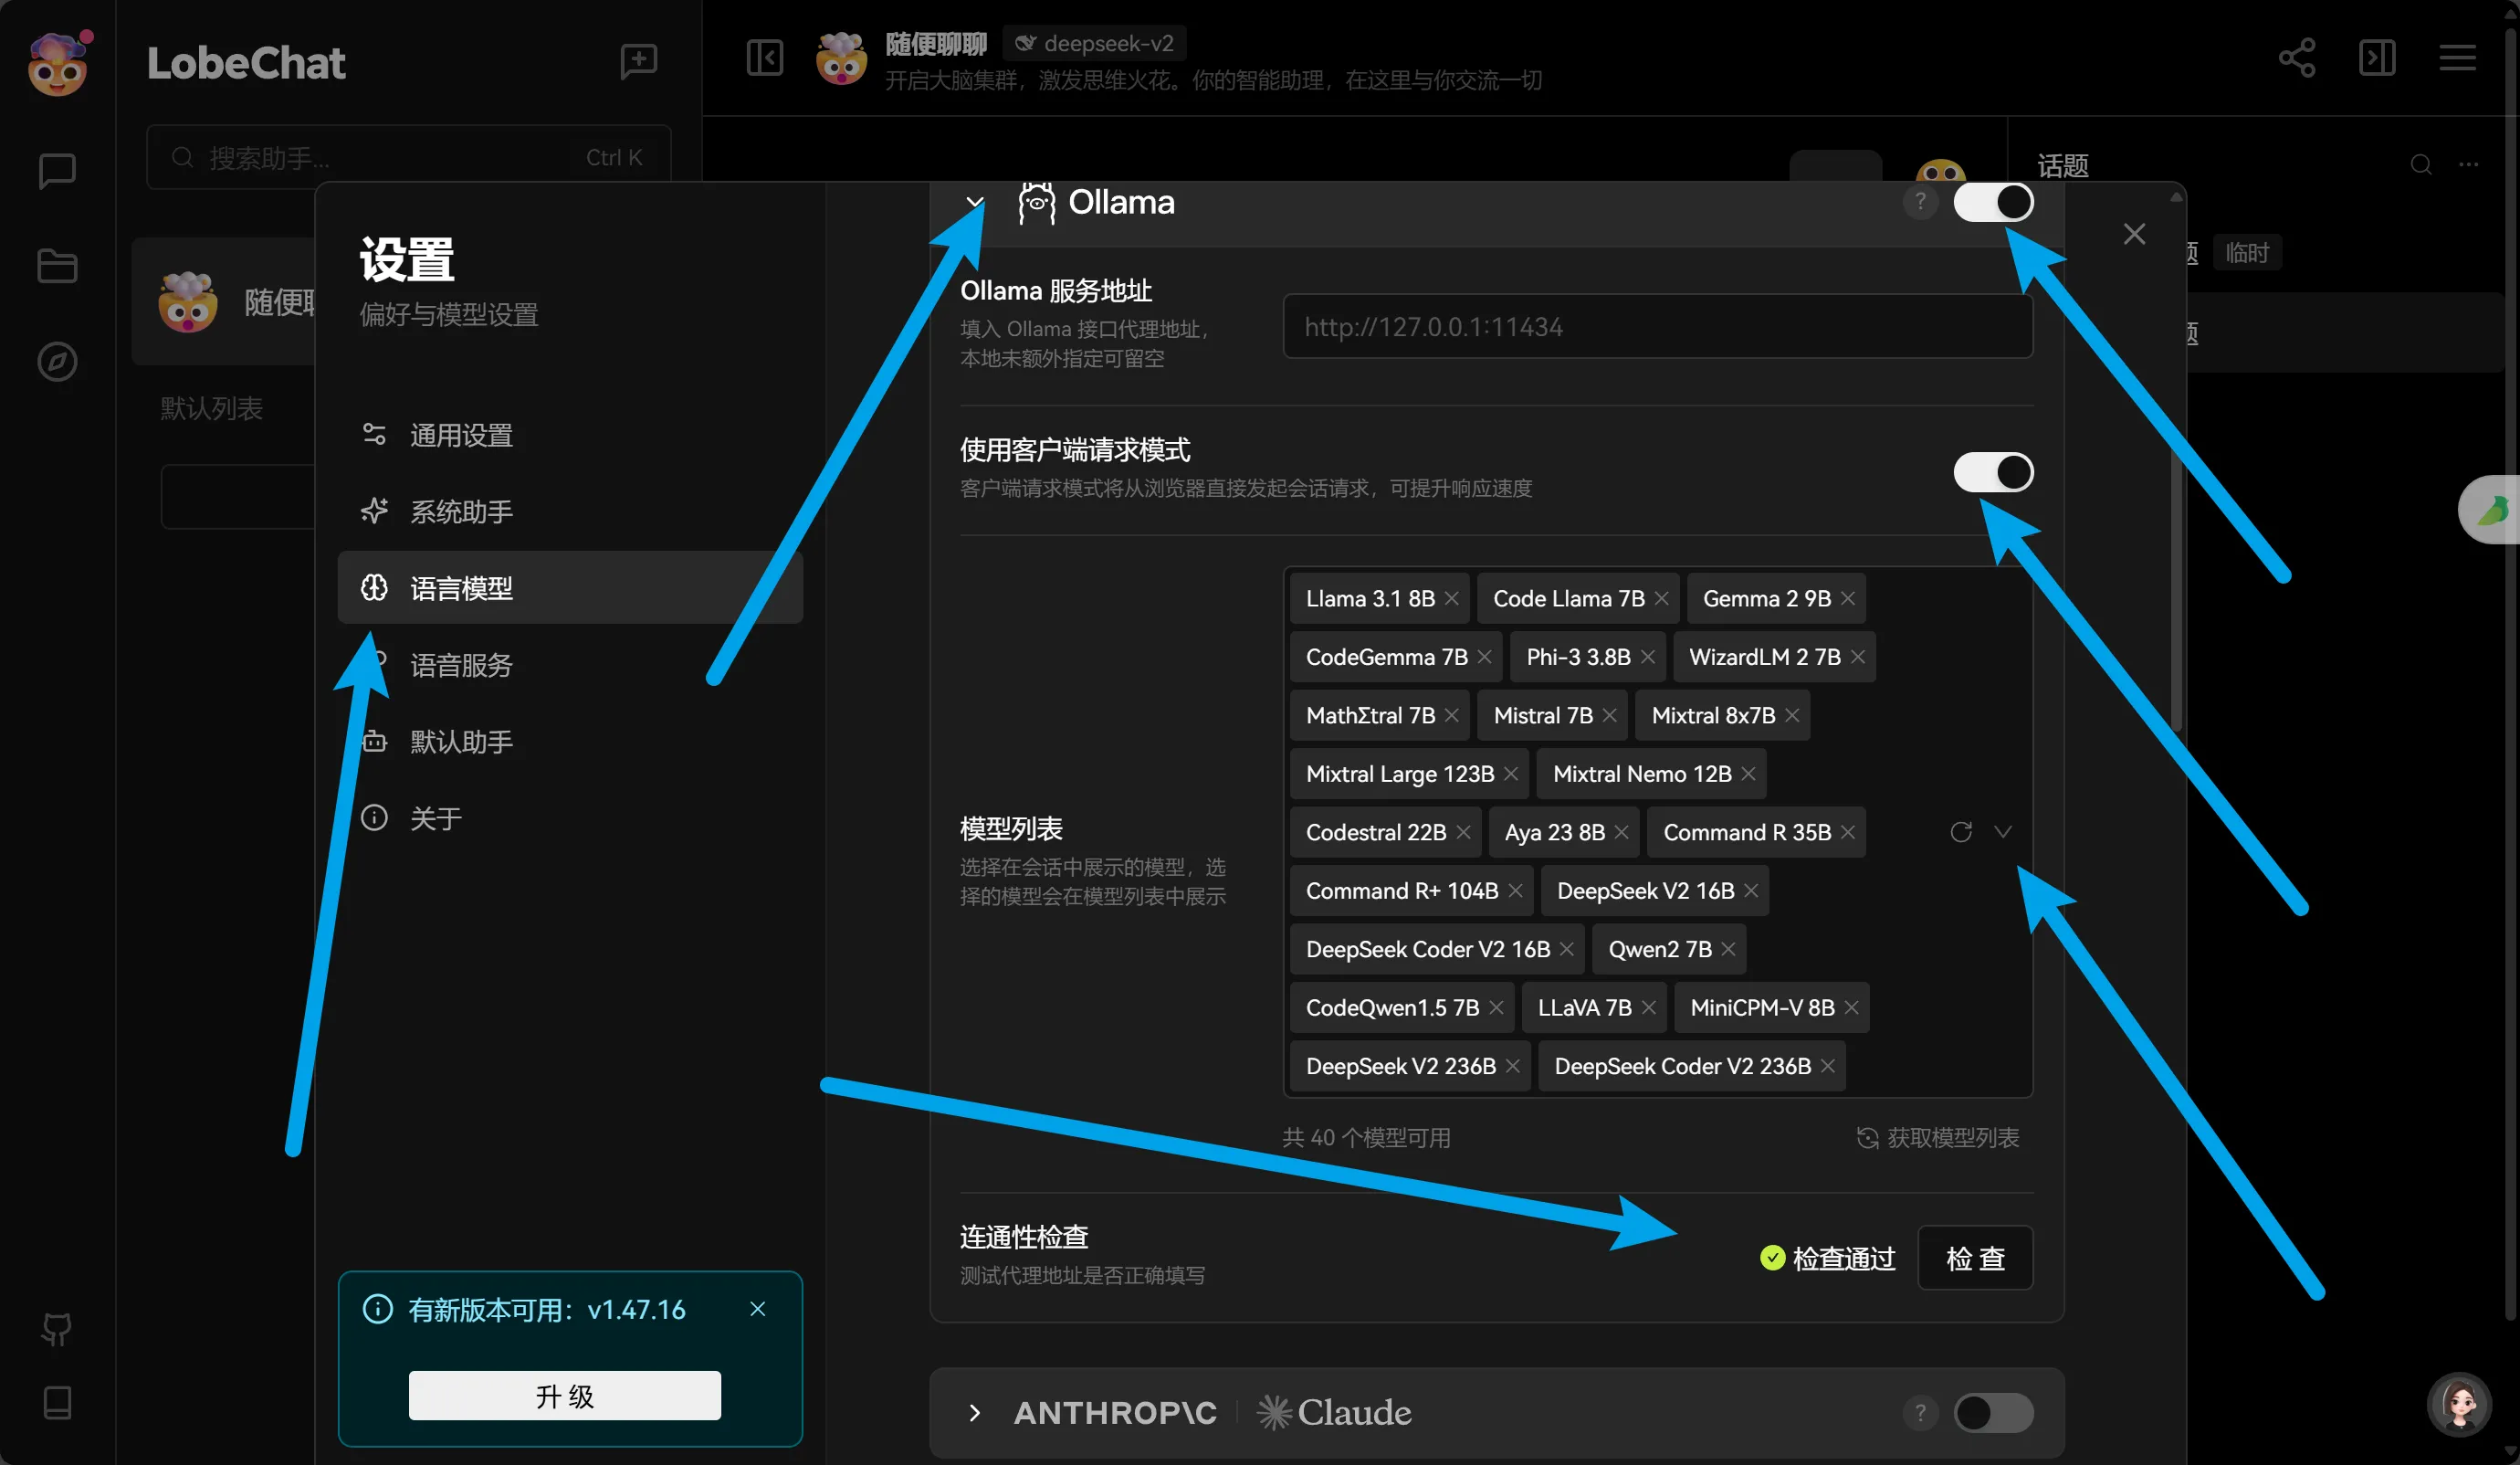 LobeChat
搜索助手...
Ctrl K
随便聊
默认列表
随便聊聊
deepseek-v2
开启大脑集群，激发思维火花。你的智能助理，在这里与你交流一切
话题
题
临时
题
设置
偏好与模型设置
通用设置
系统助手
语言模型
语音服务
默认助手
关于
有新版本可用：v1.47.16
升 级
Ollama
?
Ollama 服务地址
填入 Ollama 接口代理地址，
本地未额外指定可留空
http://127.0.0.1:11434
使用客户端请求模式
客户端请求模式将从浏览器直接发起会话请求，可提升响应速度
模型列表
选择在会话中展示的模型，选
择的模型会在模型列表中展示
Llama 3.1 8B Code Llama 7B Gemma 2 9B
CodeGemma 7B Phi-3 3.8B WizardLM 2 7B
MathΣtral 7B Mistral 7B Mixtral 8x7B
Mixtral Large 123B Mixtral Nemo 12B
Codestral 22B Aya 23 8B Command R 35B
Command R+ 104B DeepSeek V2 16B
DeepSeek Coder V2 16B Qwen2 7B
CodeQwen1.5 7B LLaVA 7B MiniCPM-V 8B
DeepSeek V2 236B DeepSeek Coder V2 236B
共 40 个模型可用
获取模型列表
连通性检查
测试代理地址是否正确填写
检查通过
检 查
ANTHROP\C
Claude
?